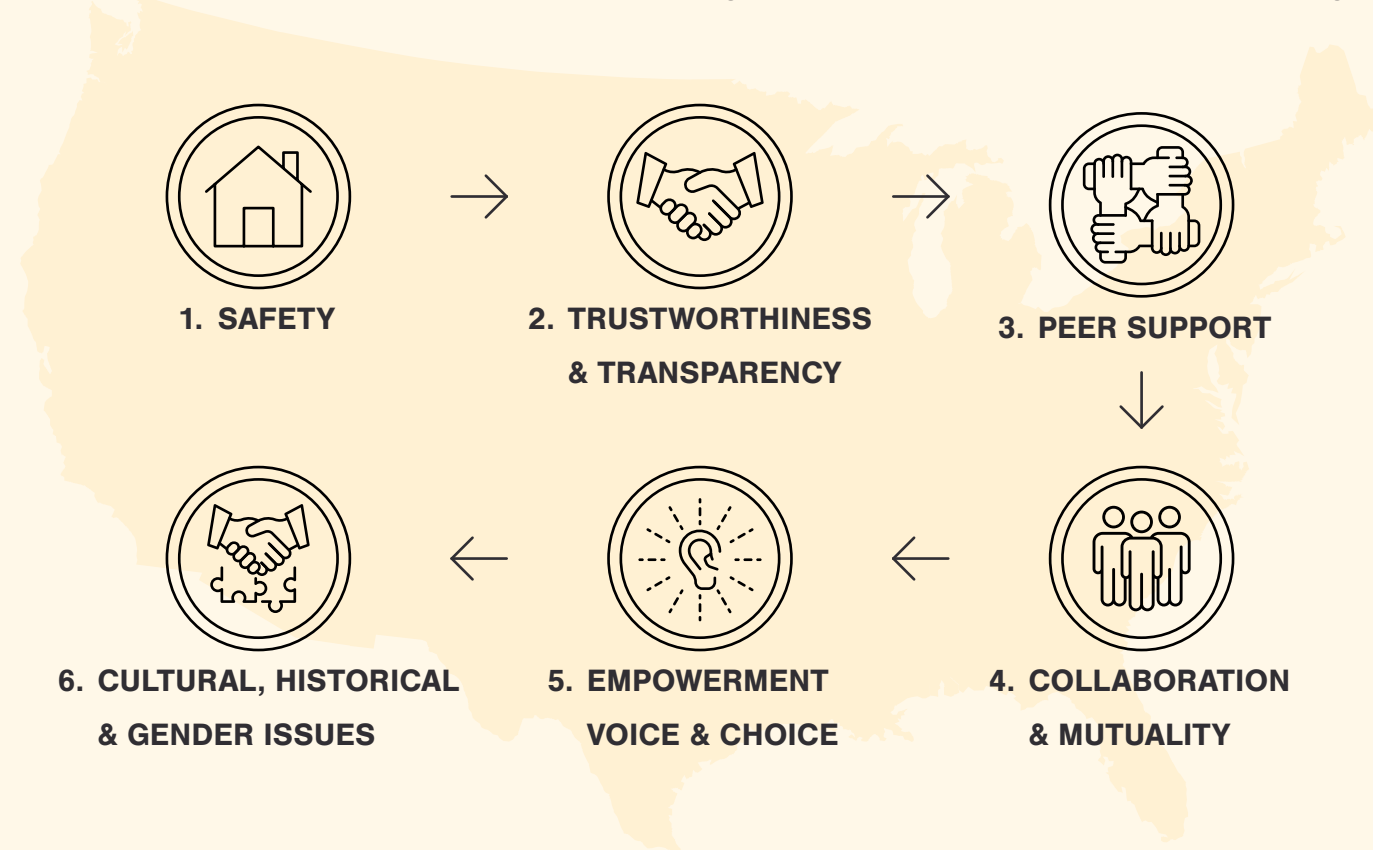 1. SAFETY
2. TRUSTWORTHINESS
& TRANSPARENCY
3. PEER SUPPORT
4. COLLABORATION
& MUTUALITY
5. EMPOWERMENT
VOICE & CHOICE
6. CULTURAL, HISTORICAL
& GENDER ISSUES